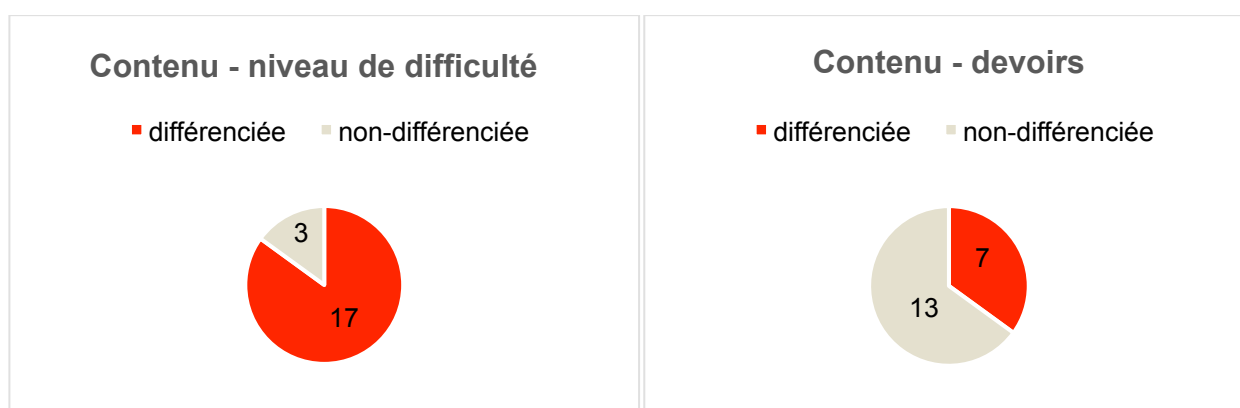 Contenu - niveau de difficulté
différenciée non-différenciée
3
17
Contenu - devoirs
différenciée non-différenciée
7
13